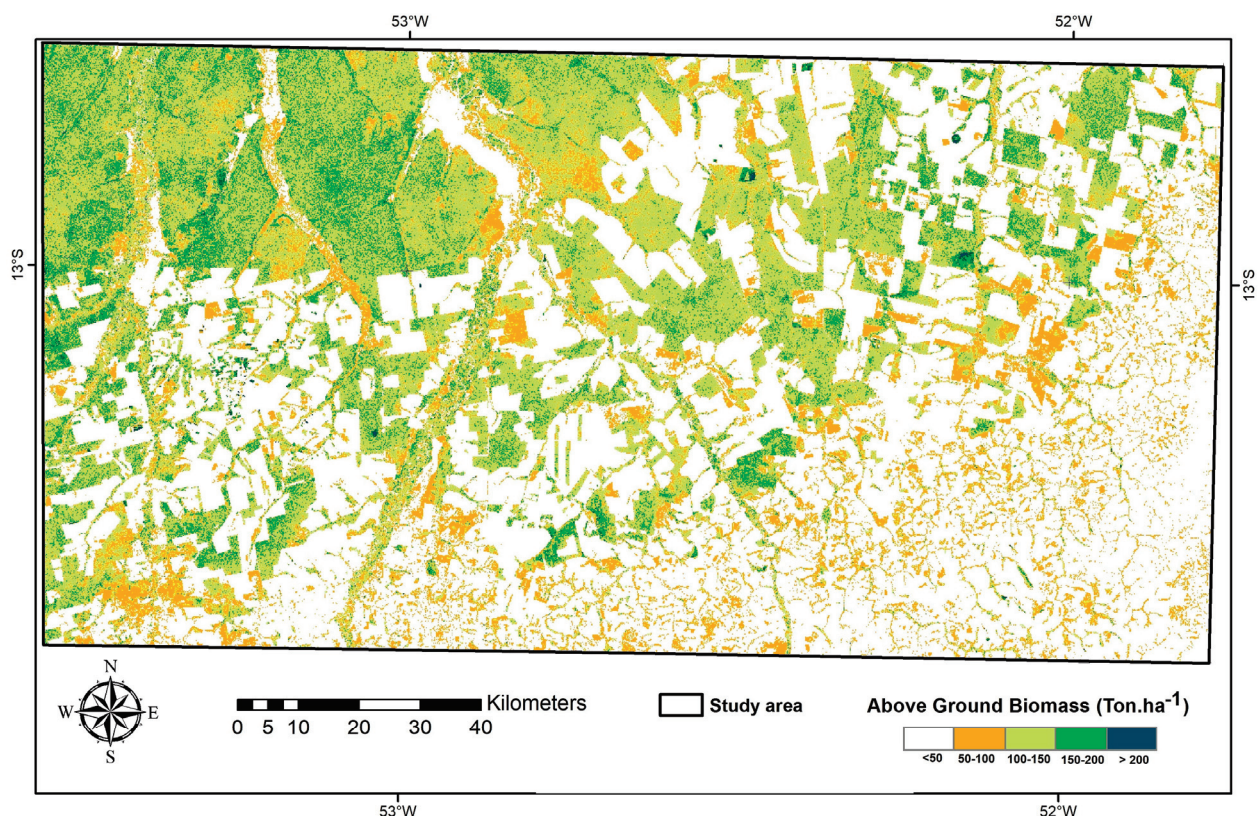 53°W 52°W
13°S
13°S
N
W E
S
Kilometers
0 5 10 20 30 40
Study area
Above Ground Biomass (Ton.ha⁻¹)
<50 50-100 100-150 150-200 > 200
53°W 52°W